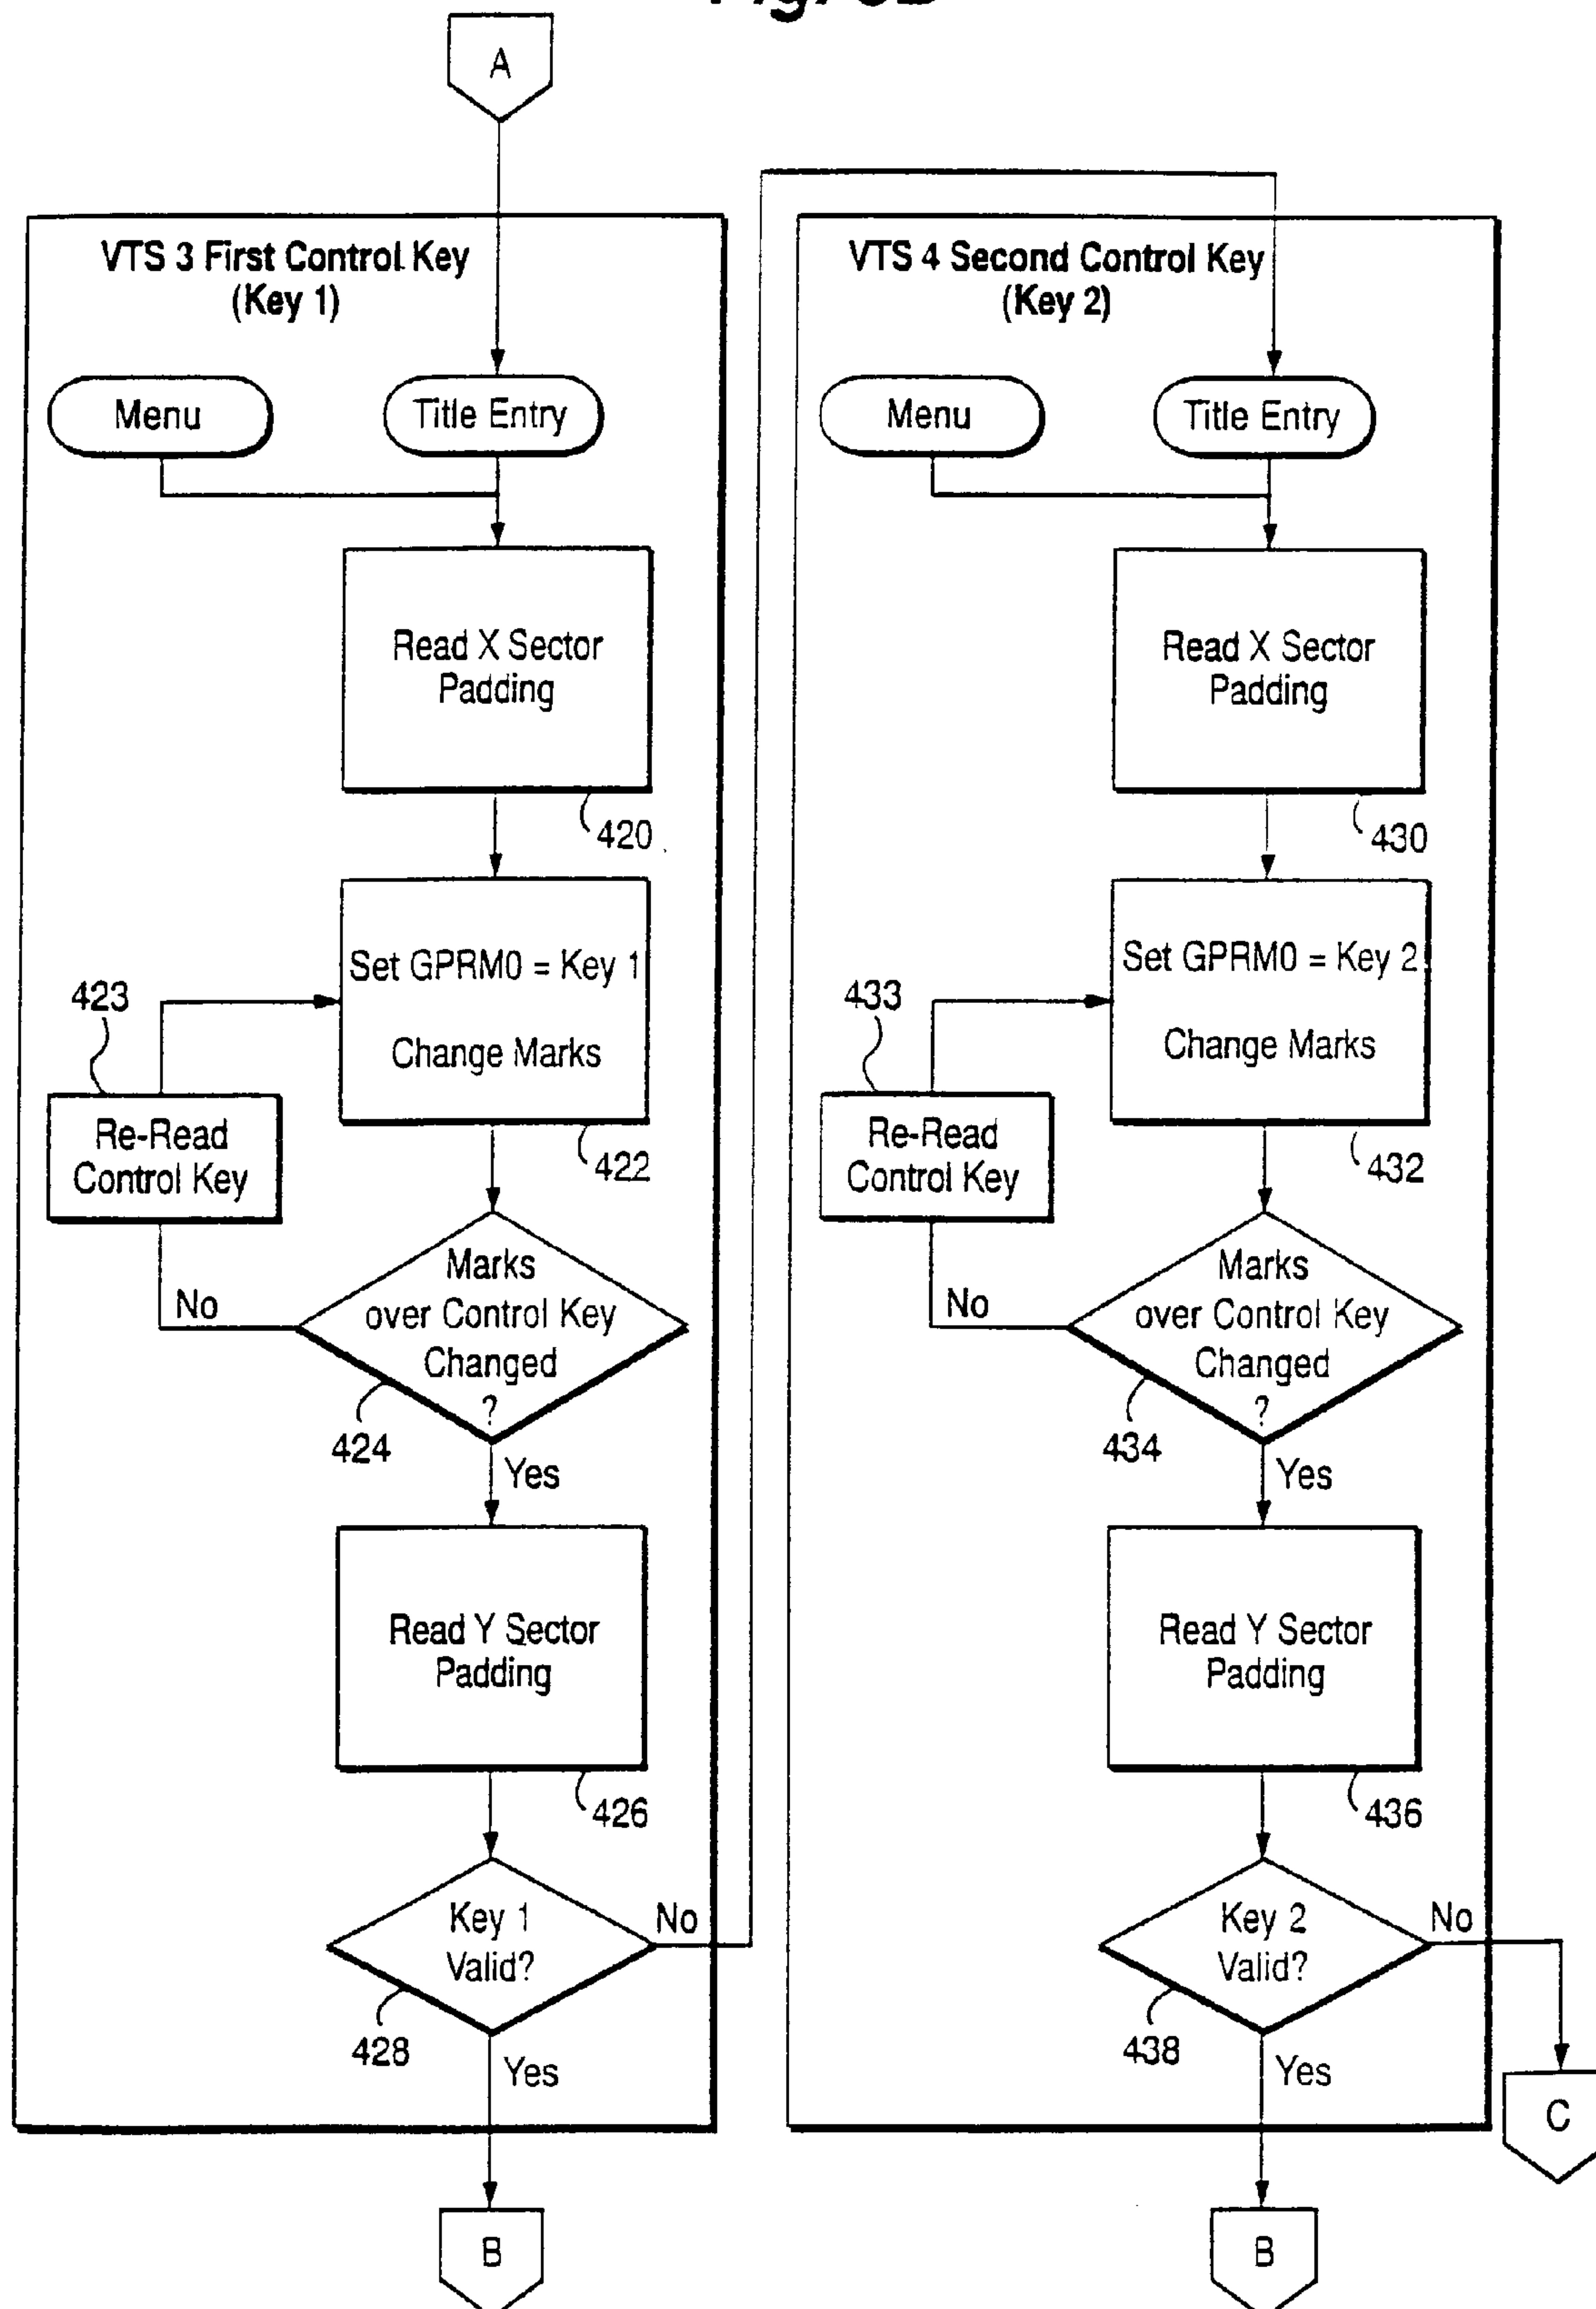 A
VTS 3 First Control Key
(Key 1)
Menu
Title Entry
Read X Sector
Padding
420
Set GPRM0 = Key 1
Change Marks
422
423
Re-Read
Control Key
Marks
over Control Key
Changed
?
No
424
Yes
Read Y Sector
Padding
426
Key 1
Valid?
No
428
Yes
B
VTS 4 Second Control Key
(Key 2)
Menu
Title Entry
Read X Sector
Padding
430
Set GPRM0 = Key 2
Change Marks
432
433
Re-Read
Control Key
Marks
over Control Key
Changed
?
No
434
Yes
Read Y Sector
Padding
436
Key 2
Valid?
No
438
Yes
C
B